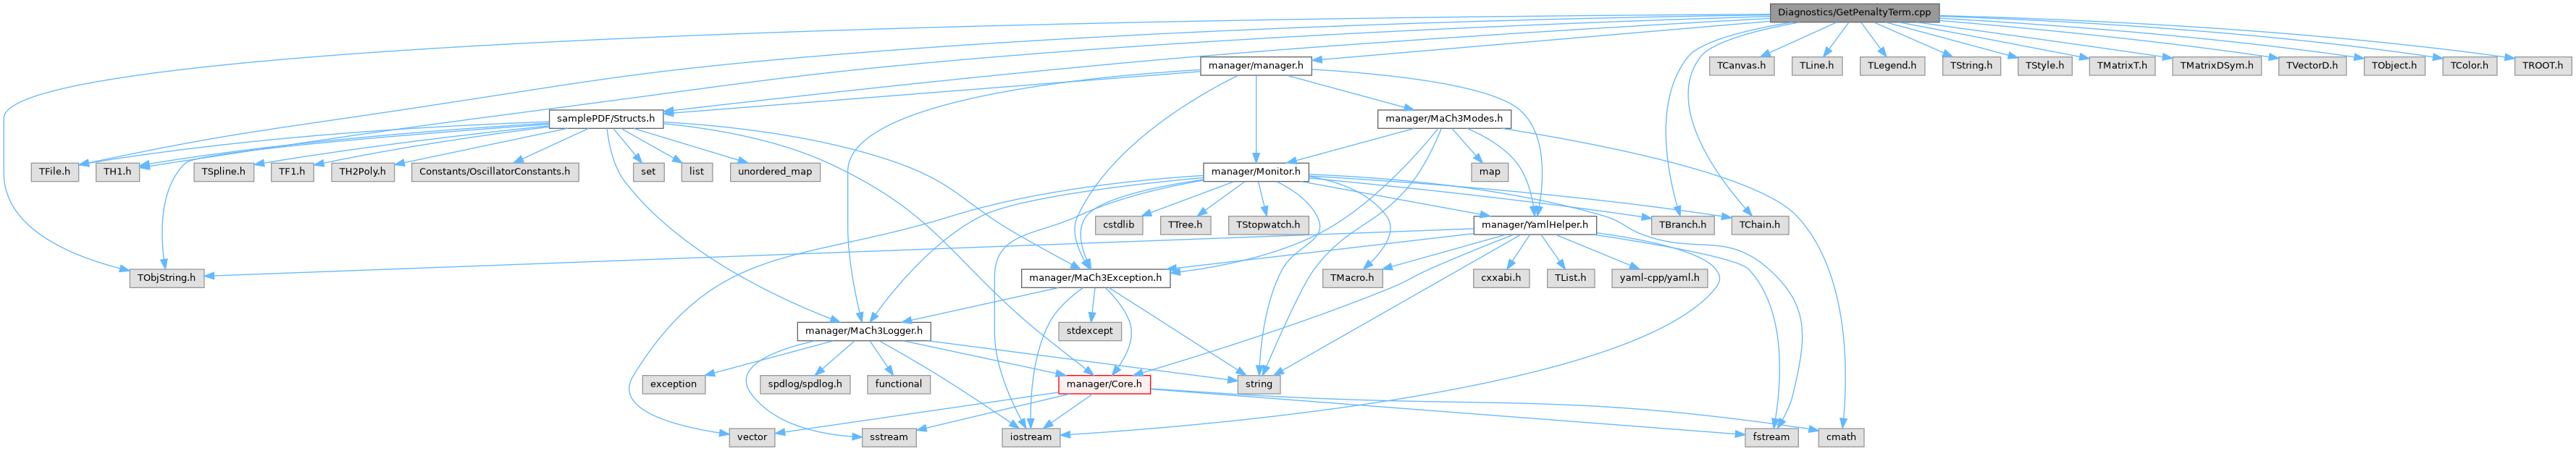 Diagnostics/GetPenaltyTerm.cpp
manager/manager.h
TCanvas.h
TLine.h
TLegend.h
TString.h
TStyle.h
TMatrixT.h
TMatrixDSym.h
TVectorD.h
TObject.h
TColor.h
TROOT.h
samplePDF/Structs.h
manager/MaCh3Modes.h
TFile.h
TH1.h
TSpline.h
TF1.h
TH2Poly.h
Constants/OscillatorConstants.h
set
list
unordered_map
manager/Monitor.h
map
cstdlib
TTree.h
TStopwatch.h
manager/YamlHelper.h
TBranch.h
TChain.h
TObjString.h
manager/MaCh3Exception.h
TMacro.h
cxxabi.h
TList.h
yaml-cpp/yaml.h
manager/MaCh3Logger.h
stdexcept
exception
spdlog/spdlog.h
functional
manager/Core.h
string
vector
sstream
iostream
fstream
cmath